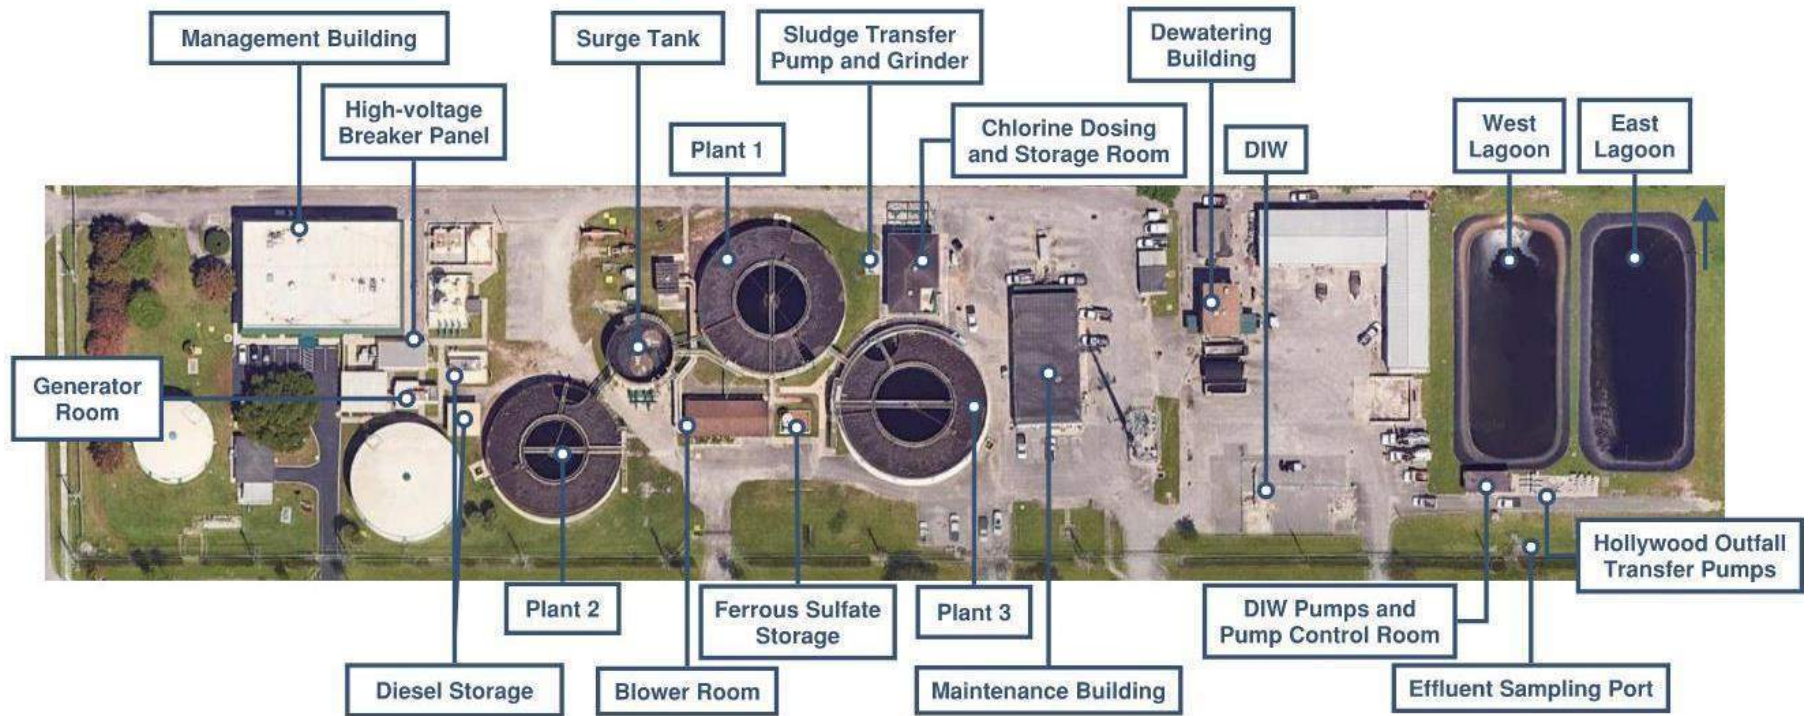 Management Building
Surge Tank
Sludge Transfer
Pump and Grinder
Dewatering
Building
High-voltage
Breaker Panel
Plant 1
Chlorine Dosing
and Storage Room
DIW
West
Lagoon
East
Lagoon
Generator
Room
Plant 2
Ferrous Sulfate
Storage
Plant 3
DIW Pumps and
Pump Control Room
Hollywood Outfall
Transfer Pumps
Diesel Storage
Blower Room
Maintenance Building
Effluent Sampling Port